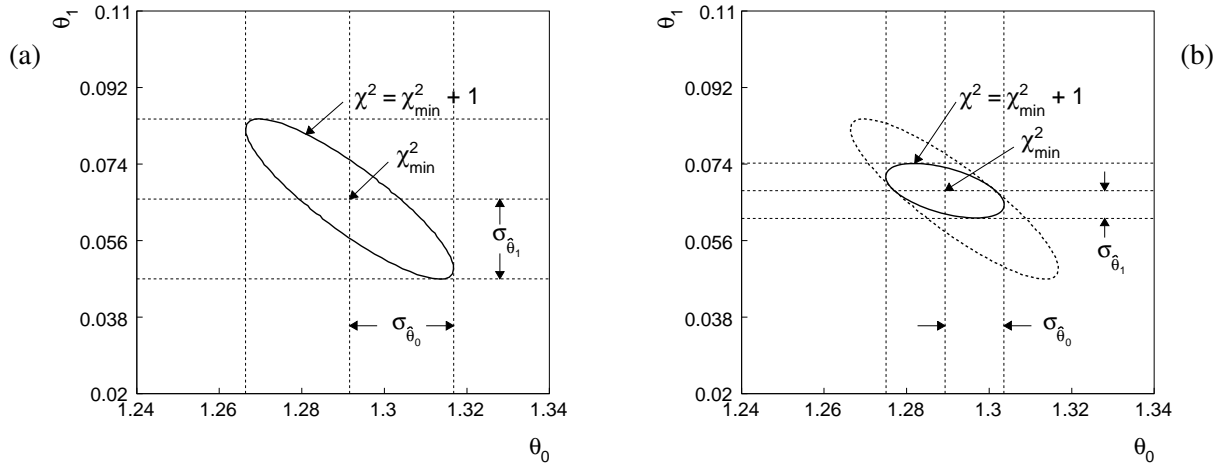 (a)
θ₁
0.11
0.092
0.074
0.056
0.038
0.02
χ² = χ²min + 1
χ²min
σθ̂₁
σθ̂₀
1.24 1.26 1.28 1.3 1.32 1.34
θ₀
(b)
θ₁
0.11
0.092
0.074
0.056
0.038
0.02
χ² = χ²min + 1
χ²min
σθ̂₁
σθ̂₀
1.24 1.26 1.28 1.3 1.32 1.34
θ₀